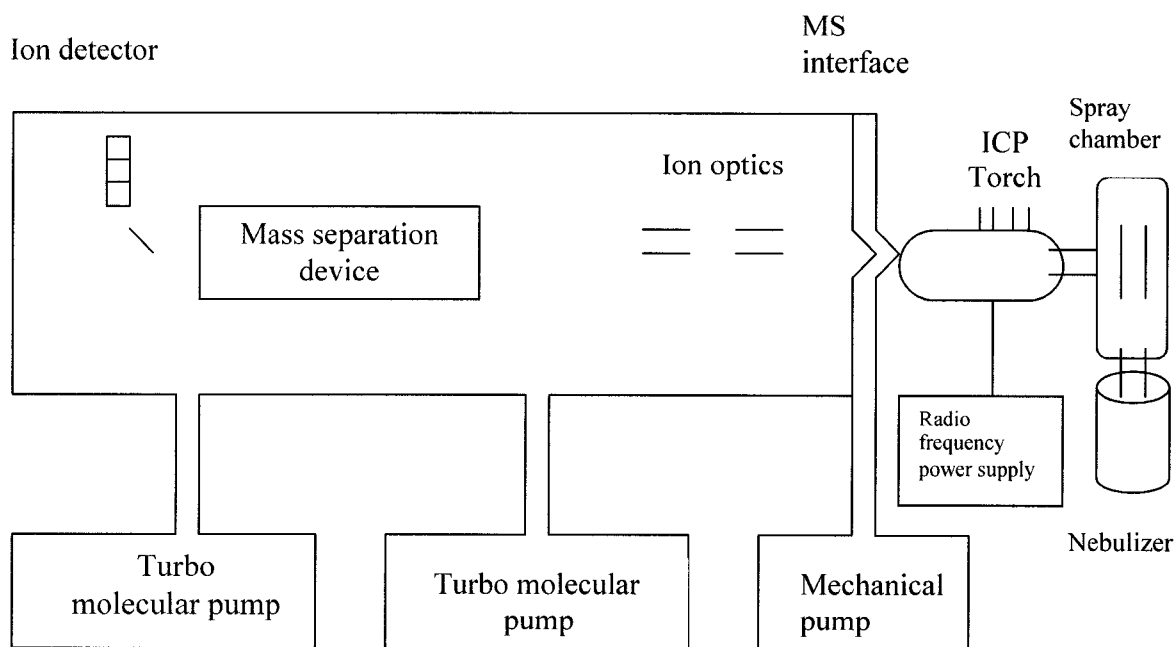 Ion detector
MS
interface
Spray
chamber
ICP
Torch
Ion optics
Mass separation
device
Radio
frequency
power supply
Nebulizer
Turbo
molecular pump
Turbo molecular
pump
Mechanical
pump